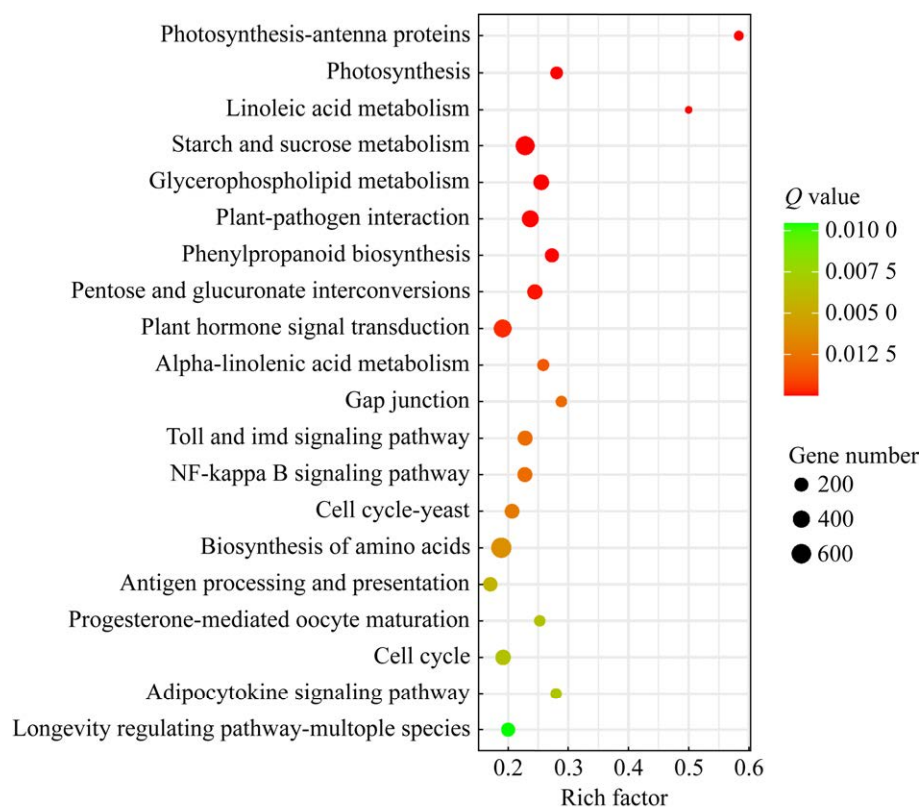 Photosynthesis-antenna proteins
Photosynthesis
Linoleic acid metabolism
Starch and sucrose metabolism
Glycerophospholipid metabolism
Plant-pathogen interaction
Phenylpropanoid biosynthesis
Pentose and glucuronate interconversions
Plant hormone signal transduction
Alpha-linolenic acid metabolism
Gap junction
Toll and imd signaling pathway
NF-kappa B signaling pathway
Cell cycle-yeast
Biosynthesis of amino acids
Antigen processing and presentation
Progesterone-mediated oocyte maturation
Cell cycle
Adipocytokine signaling pathway
Longevity regulating pathway-multople species
0.2 0.3 0.4 0.5 0.6
Rich factor
Q value
0.010 0
0.007 5
0.005 0
0.012 5
Gene number
200
400
600